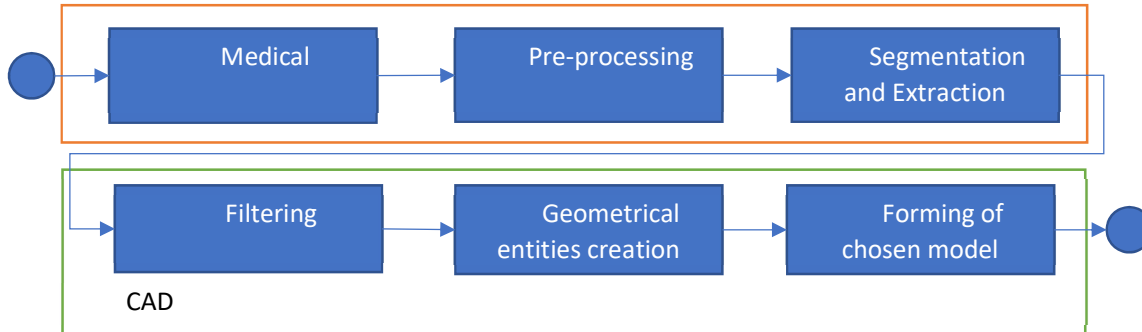 Medical
Pre-processing
Segmentation
and Extraction
Filtering
Geometrical
entities creation
Forming of
chosen model
CAD